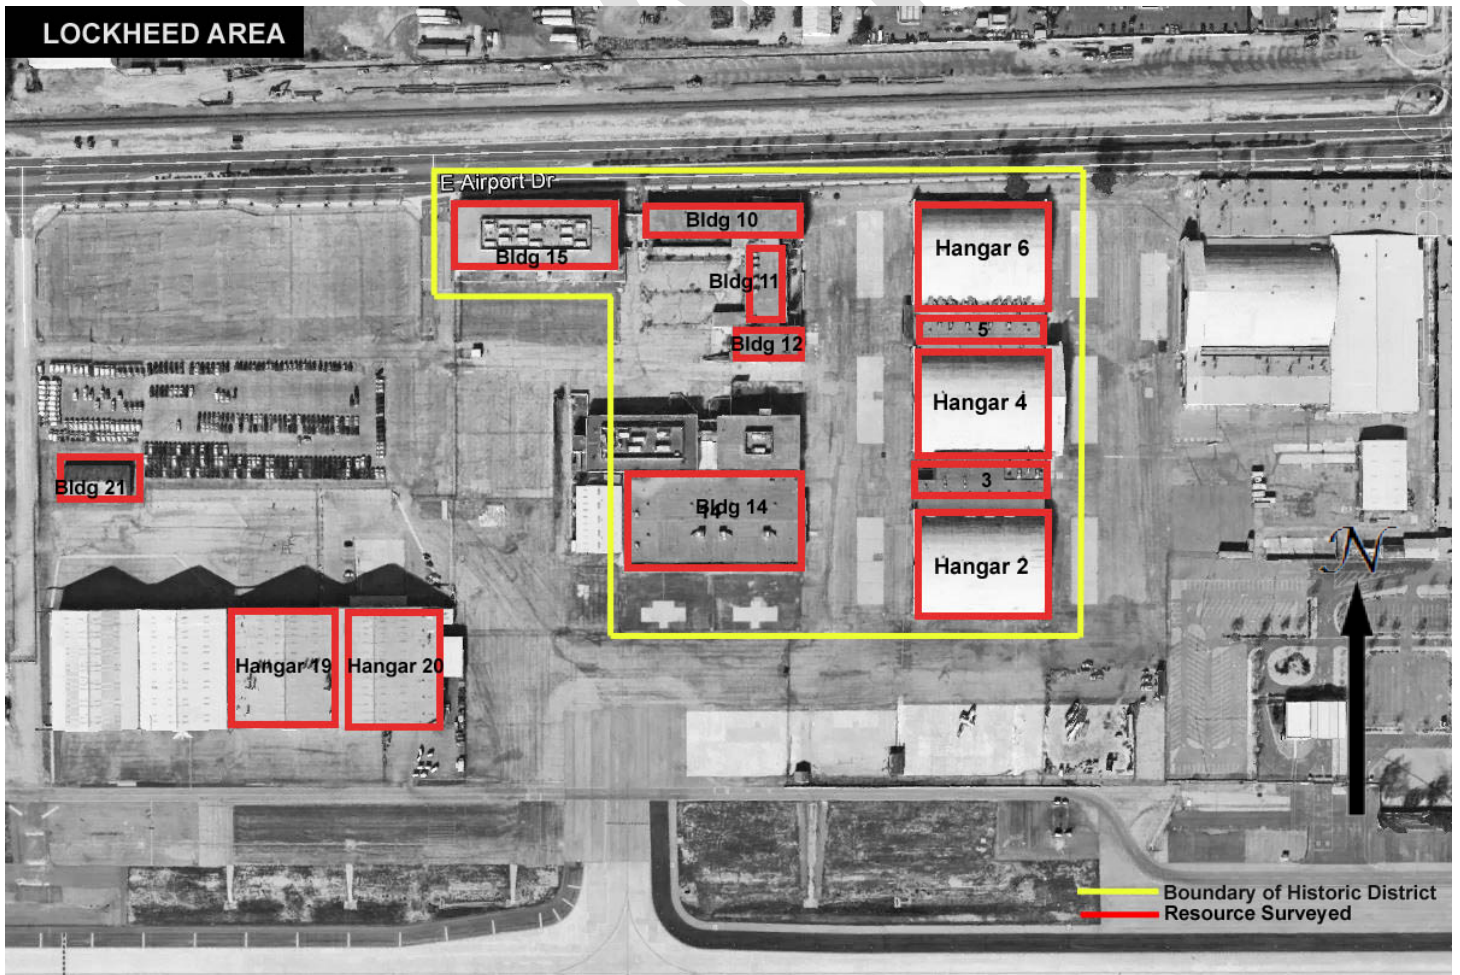 LOCKHEED AREA
E Airport Dr
Bldg 15
Bldg 10
Hangar 6
Bldg 11
5
Bldg 12
Hangar 4
3
Bldg 21
Bldg 14
14
Hangar 2
N
Hangar 19
Hangar 20
Boundary of Historic District
Resource Surveyed